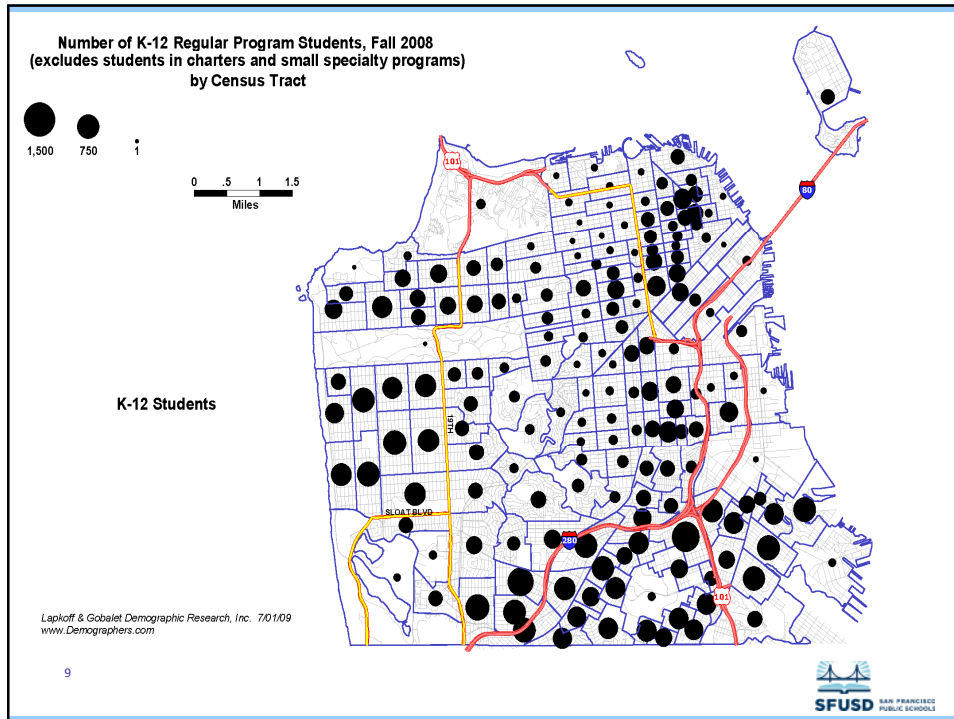 Number of K-12 Regular Program Students, Fall 2008
(excludes students in charters and small specialty programs)
by Census Tract
1,500 750 1
0 .5 1 1.5
Miles
101
80
K-12 Students
19TH
SLOAT BLVD
280
101
Lapkoff & Gobalet Demographic Research, Inc. 7/01/09
www.Demographers.com
9
SFUSD SAN FRANCISCO
PUBLIC SCHOOLS